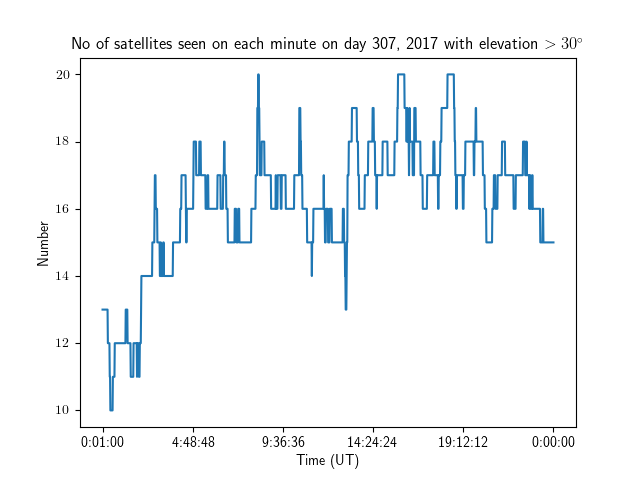 No of satellites seen on each minute on day 307, 2017 with elevation > 30°
20
18
16
14
12
10
Number
0:01:00 4:48:48 9:36:36 14:24:24 19:12:12 0:00:00
Time (UT)